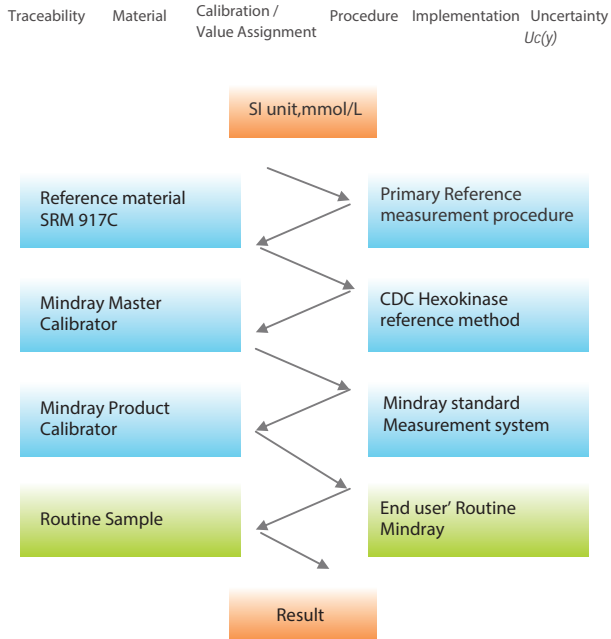 Traceability Material Calibration / Value Assignment Procedure Implementation Uncertainty
Uc(y)
SI unit,mmol/L
Reference material
SRM 917C
Primary Reference
measurement procedure
Mindray Master
Calibrator
CDC Hexokinase
reference method
Mindray Product
Calibrator
Mindray standard
Measurement system
Routine Sample
End user’ Routine
Mindray
Result